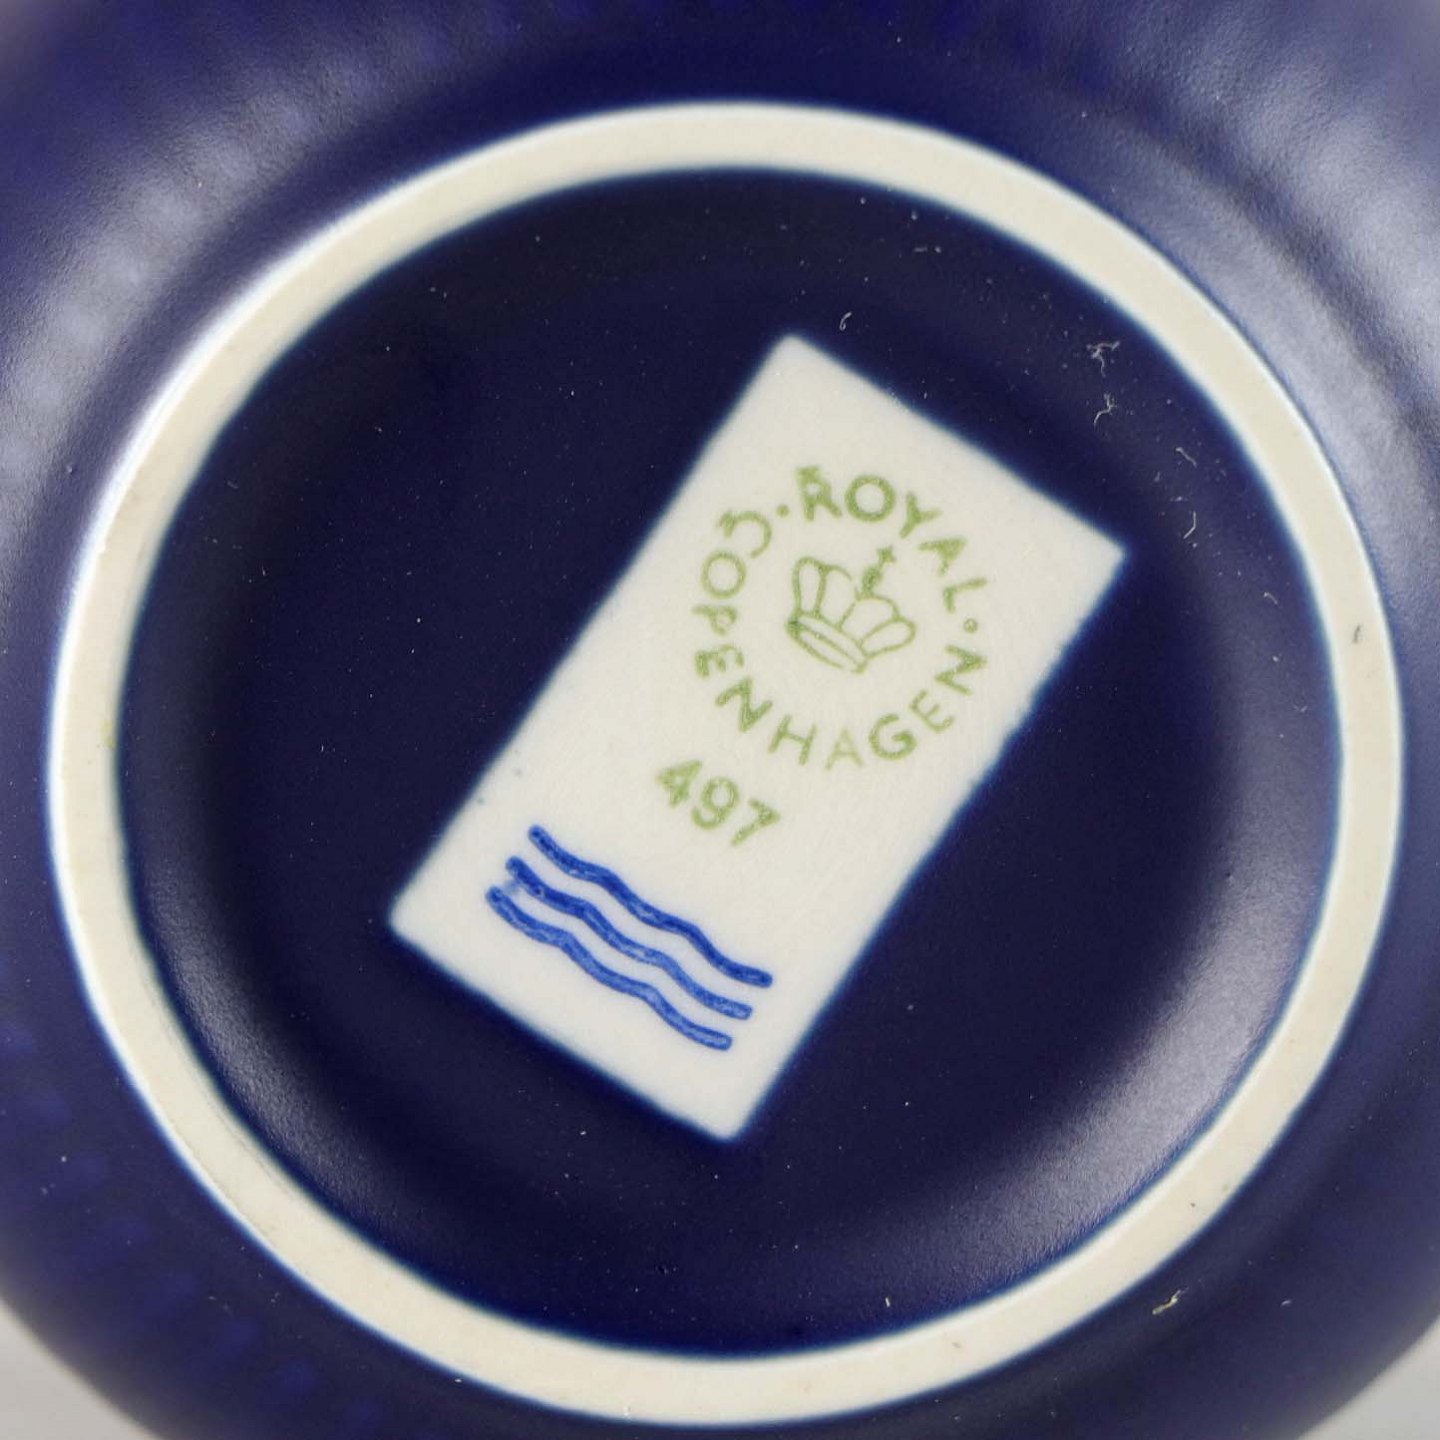 ROYAL · COPENHAGEN ·
497